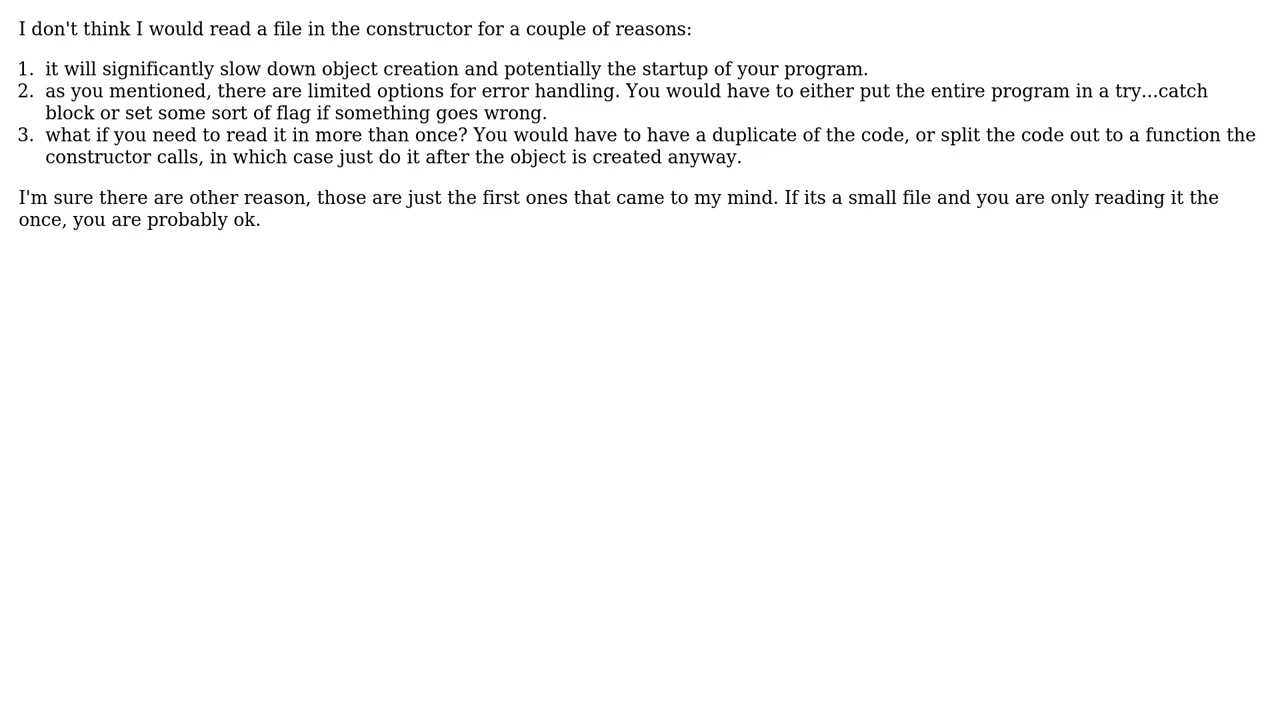 I don't think I would read a file in the constructor for a couple of reasons:
1. it will significantly slow down object creation and potentially the startup of your program.
2. as you mentioned, there are limited options for error handling. You would have to either put the entire program in a try...catch
block or set some sort of flag if something goes wrong.
3. what if you need to read it in more than once? You would have to have a duplicate of the code, or split the code out to a function the
constructor calls, in which case just do it after the object is created anyway.
I'm sure there are other reason, those are just the first ones that came to my mind. If its a small file and you are only reading it the
once, you are probably ok.